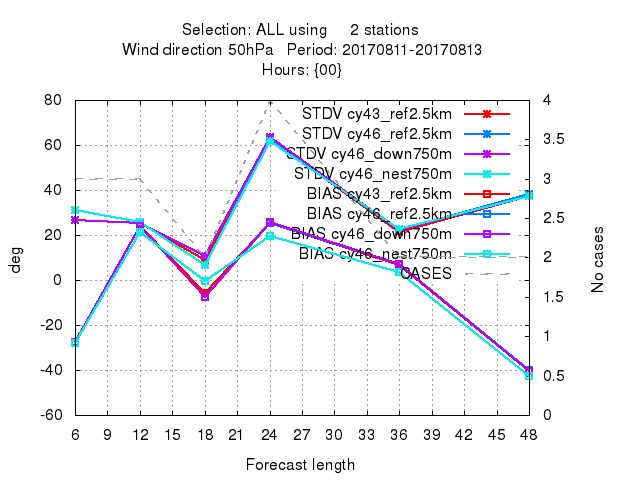 Selection: ALL using     2 stations
Wind direction 50hPa   Period: 20170811-20170813
Hours: {00}
80 4
60 3.5
40 3
20 2.5
0 2
-20 1.5
-40 1
-60 0.5
0
deg
No cases
STDV cy43_ref2.5km
STDV cy46_ref2.5km
STDV cy46_down750m
STDV cy46_nest750m
BIAS cy43_ref2.5km
BIAS cy46_ref2.5km
BIAS cy46_down750m
BIAS cy46_nest750m
CASES
6 9 12 15 18 21 24 27 30 33 36 39 42 45 48
Forecast length